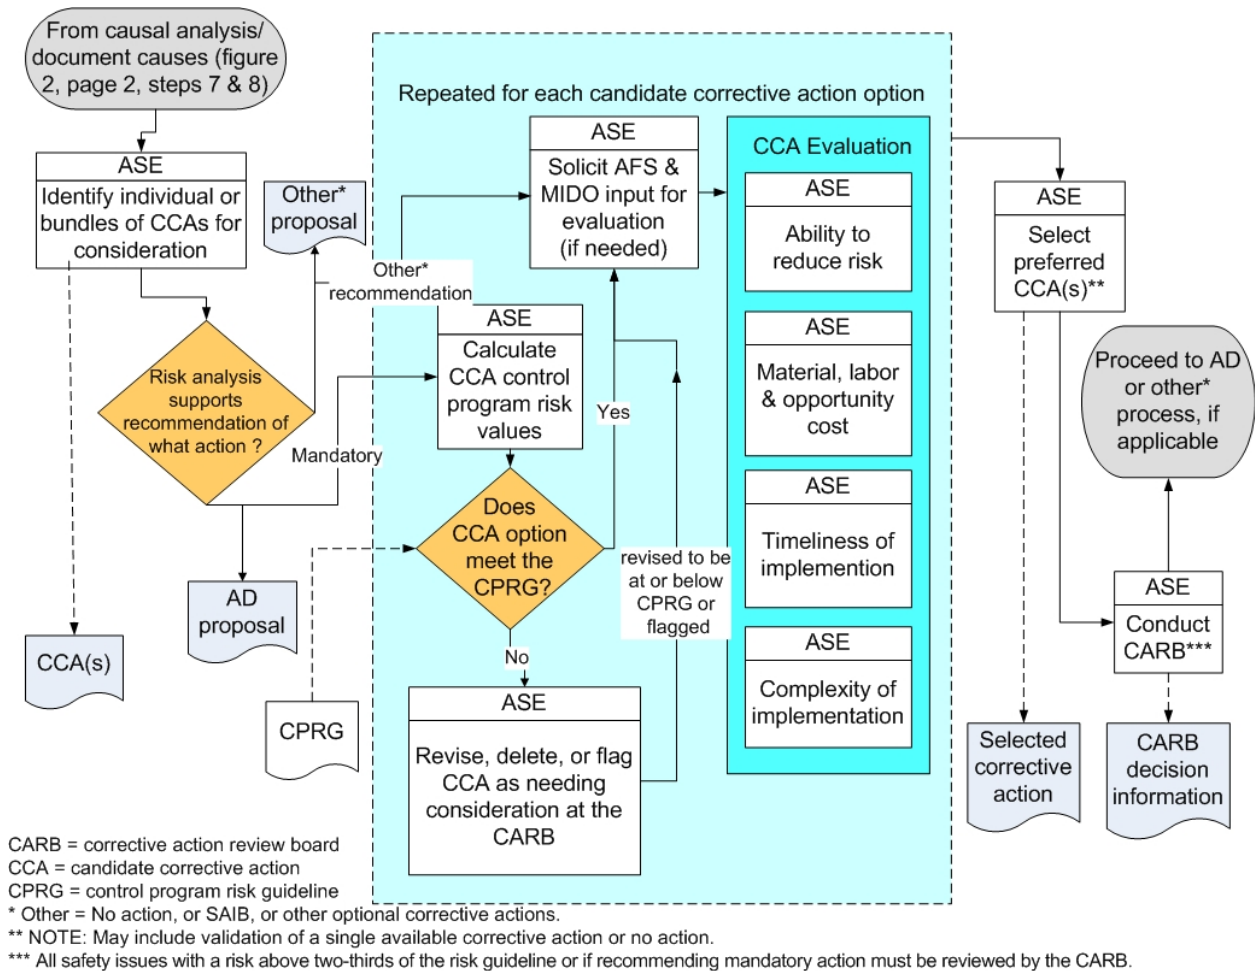 From causal analysis/
document causes (figure
2, page 2, steps 7 & 8)
ASE
Identify individual or
bundles of CCAs for
consideration
Other*
proposal
Risk analysis
supports
recommendation of
what action ?
Other*
recommendation
Mandatory
AD
proposal
CCA(s)
CPRG
Repeated for each candidate corrective action option
ASE
Solicit AFS &
MIDO input for
evaluation
(if needed)
ASE
Calculate
CCA control
program risk
values
Does
CCA option
meet the
CPRG?
Yes
No
revised to be
at or below
CPRG or
flagged
ASE
Revise, delete, or flag
CCA as needing
consideration at the
CARB
CCA Evaluation
ASE
Ability to
reduce risk
ASE
Material, labor
& opportunity
cost
ASE
Timeliness of
implemention
ASE
Complexity of
implementation
ASE
Select
preferred
CCA(s)**
Proceed to AD
or other*
process, if
applicable
ASE
Conduct
CARB***
Selected
corrective
action
CARB
decision
information
CARB = corrective action review board
CCA = candidate corrective action
CPRG = control program risk guideline
* Other = No action, or SAIB, or other optional corrective actions.
** NOTE: May include validation of a single available corrective action or no action.
*** All safety issues with a risk above two-thirds of the risk guideline or if recommending mandatory action must be reviewed by the CARB.